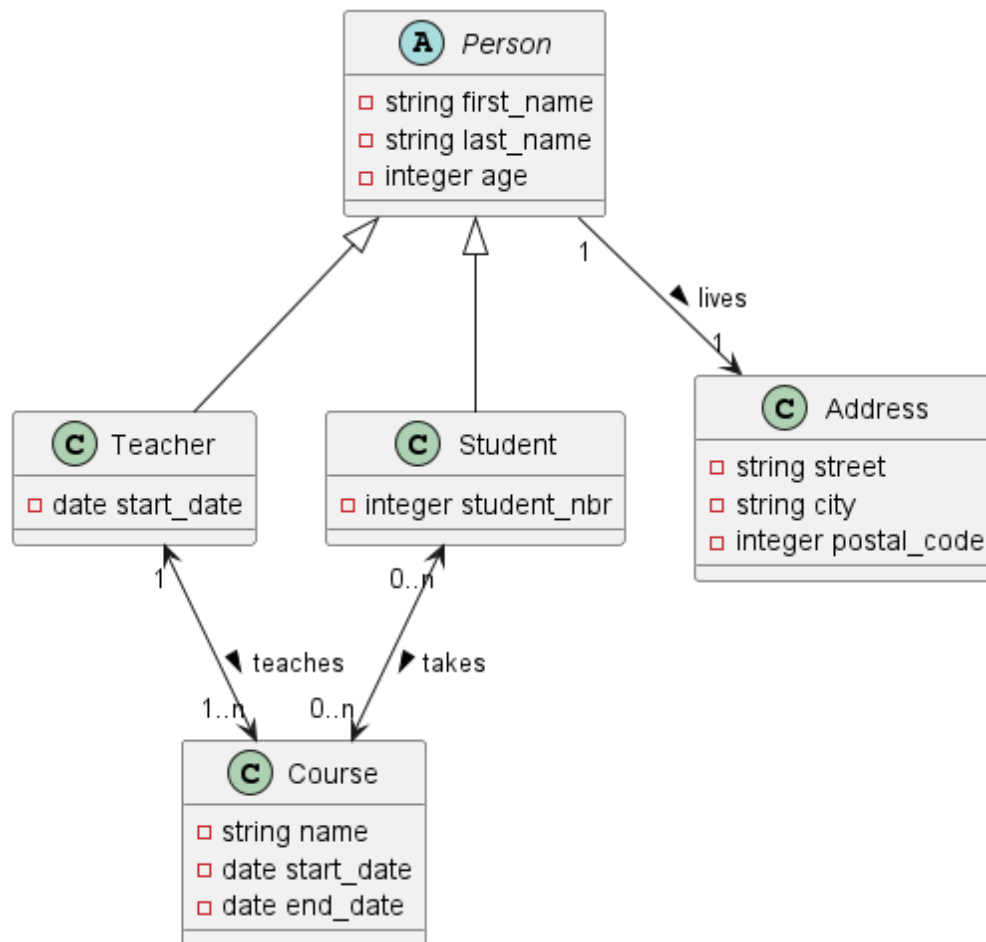 A Person
string first_name
string last_name
integer age
1
lives
1
C Teacher
date start_date
C Student
integer student_nbr
C Address
string street
string city
integer postal_code
1
0..n
teaches
takes
1..n
0..n
C Course
string name
date start_date
date end_date